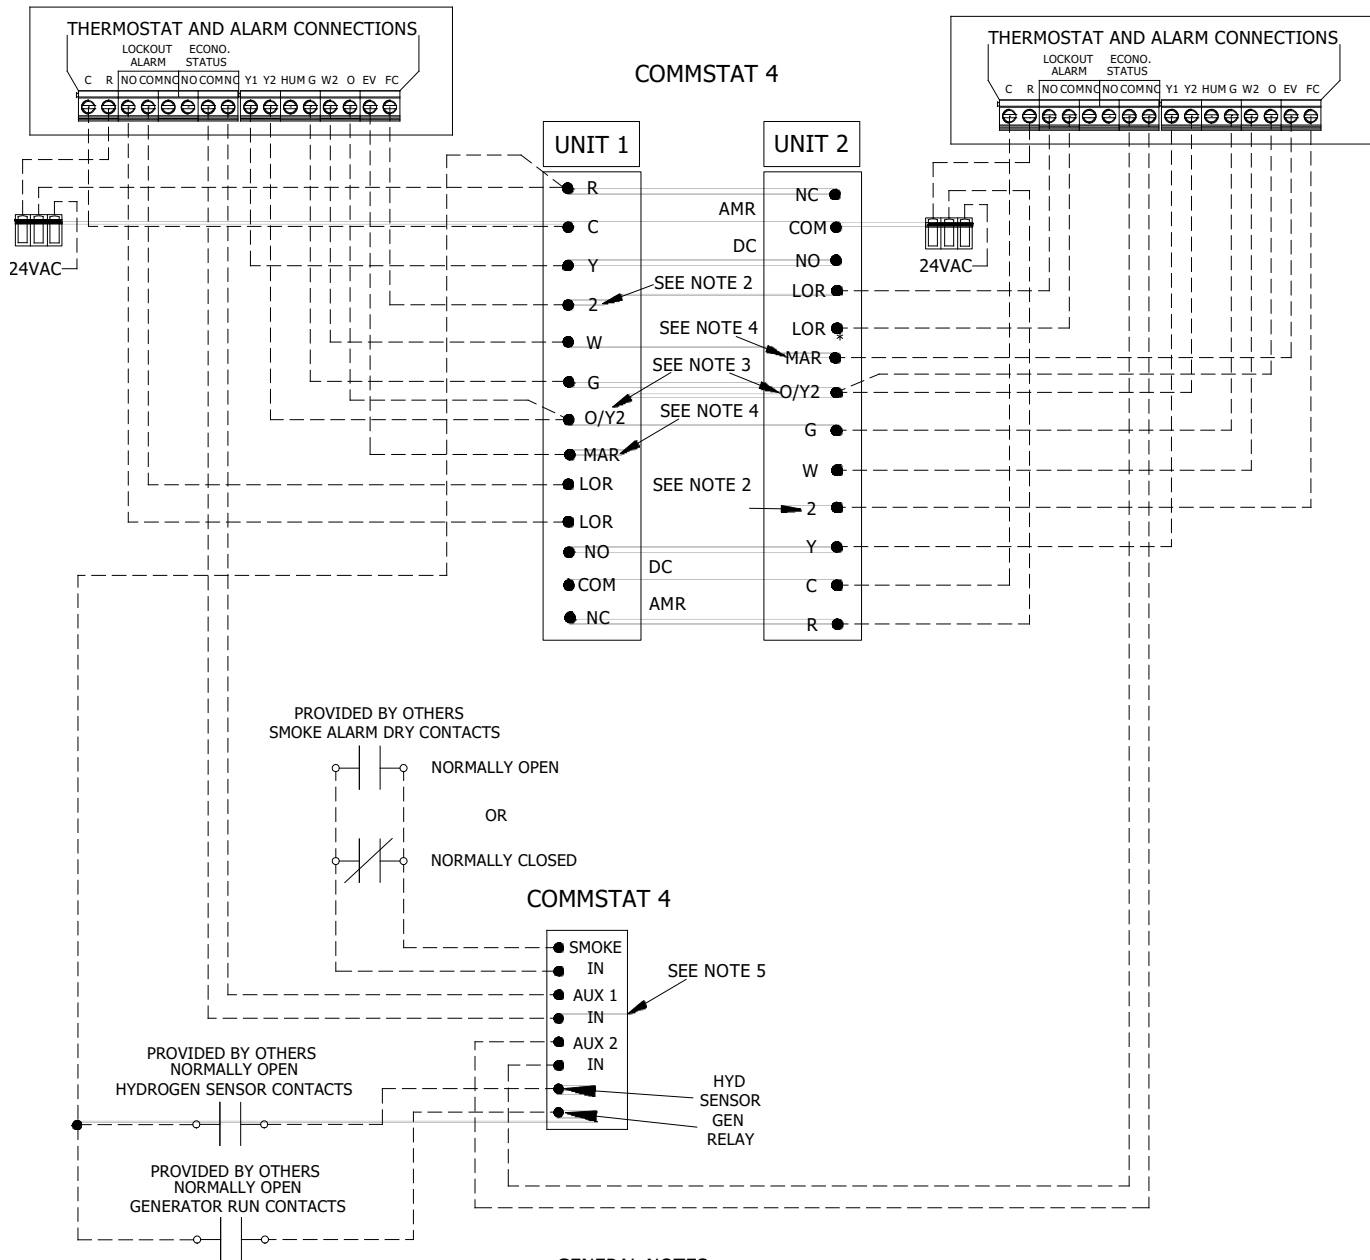 THERMOSTAT AND ALARM CONNECTIONS
LOCKOUT ALARM
ECONO. STATUS
C R NO COM NC NO COM NC Y1 Y2 HUM G W2 O EV FC
24VAC
COMMSTAT 4
THERMOSTAT AND ALARM CONNECTIONS
LOCKOUT ALARM
ECONO. STATUS
C R NO COM NC NO COM NC Y1 Y2 HUM G W2 O EV FC
24VAC
UNIT 1
R
C
Y
2
W
G
O/Y2
MAR
LOR
LOR
NO
COM
NC
AMR
DC
SEE NOTE 2
SEE NOTE 4
SEE NOTE 3
SEE NOTE 4
SEE NOTE 2
DC
AMR
UNIT 2
NC
COM
NO
LOR
LOR
*
MAR
O/Y2
G
W
2
Y
C
R
PROVIDED BY OTHERS
SMOKE ALARM DRY CONTACTS
NORMALLY OPEN
OR
NORMALLY CLOSED
COMMSTAT 4
SMOKE
IN
AUX 1
IN
AUX 2
IN
SEE NOTE 5
HYD
SENSOR
GEN
RELAY
PROVIDED BY OTHERS
NORMALLY OPEN
HYDROGEN SENSOR CONTACTS
PROVIDED BY OTHERS
NORMALLY OPEN
GENERATOR RUN CONTACTS
GENERAL NOTES